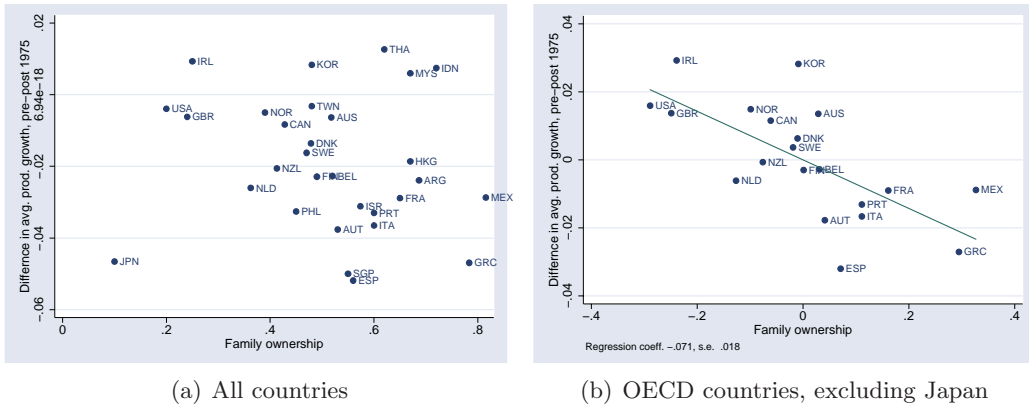 Differnce in avg. prod. growth, pre–post 1975
.02
6.94e−18
−.02
−.04
−.06
THA
IRL
KOR
IDN
MYS
USA
TWN
GBR
NOR
AUS
CAN
DNK
SWE
HKG
NZL
FIN
BEL
ARG
NLD
FRA
MEX
ISR
PHL
PRT
ITA
AUT
JPN
GRC
SGP
ESP
0 .2 .4 .6 .8
Family ownership
(a) All countries
Differnce in avg. prod. growth, pre–post 1975
.04
.02
0
−.02
−.04
IRL
KOR
USA
GBR
NOR
AUS
CAN
DNK
SWE
NZL
FIN
BEL
NLD
FRA
MEX
PRT
ITA
AUT
GRC
ESP
−.4 −.2 0 .2 .4
Family ownership
Regression coeff. −.071, s.e. .018
(b) OECD countries, excluding Japan